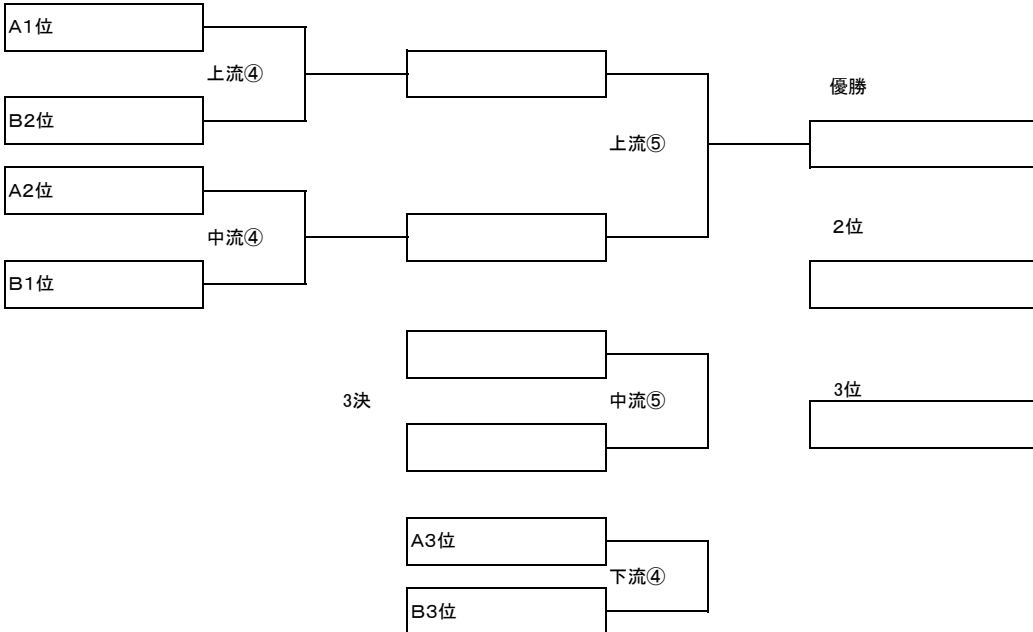 A1位
上流④
B2位
優勝
上流⑤
A2位
中流④
2位
B1位
3決
中流⑤
3位
A3位
下流④
B3位